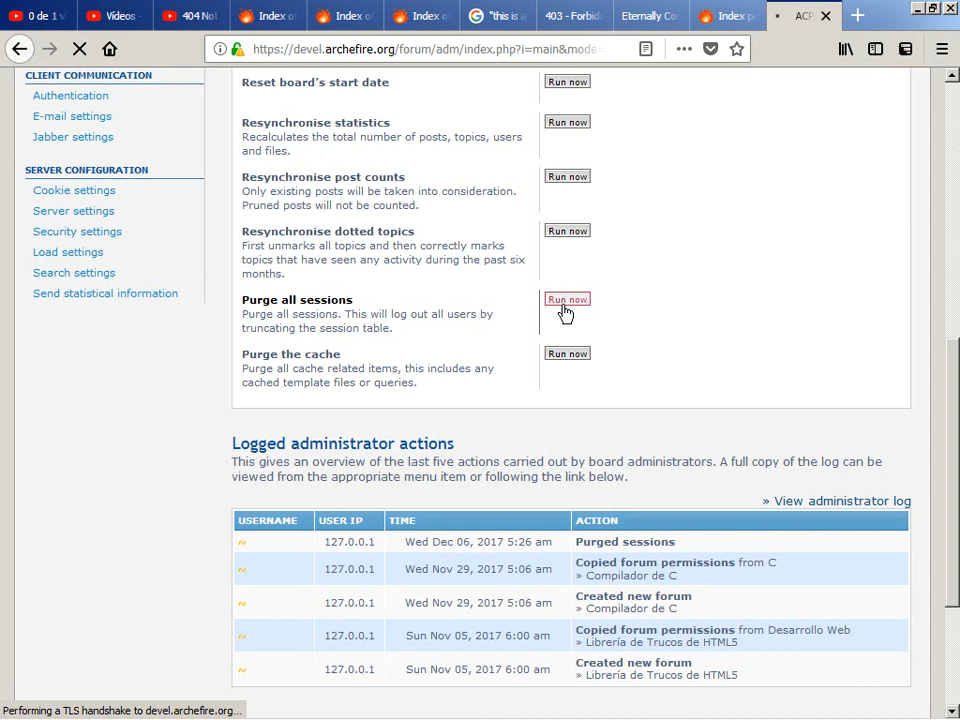 0 de 1 vi
Vídeos -
404 Not
Index of
Index of
Index of
"this is a
403 - Forbid
Eternally Co
Index p
ACP
https://devel.archefire.org/forum/adm/index.php?i=main&mode=
CLIENT COMMUNICATION
Authentication
E-mail settings
Jabber settings
SERVER CONFIGURATION
Cookie settings
Server settings
Security settings
Load settings
Search settings
Send statistical information
Reset board's start date
Run now
Resynchronise statistics
Recalculates the total number of posts, topics, users
and files.
Run now
Resynchronise post counts
Only existing posts will be taken into consideration.
Pruned posts will not be counted.
Run now
Resynchronise dotted topics
First unmarks all topics and then correctly marks
topics that have seen any activity during the past six
months.
Run now
Purge all sessions
Purge all sessions. This will log out all users by
truncating the session table.
Run now
Purge the cache
Purge all cache related items, this includes any
cached template files or queries.
Run now
Logged administrator actions
This gives an overview of the last five actions carried out by board administrators. A full copy of the log can be
viewed from the appropriate menu item or following the link below.
» View administrator log
USERNAME USER IP TIME ACTION
~ 127.0.0.1 Wed Dec 06, 2017 5:26 am Purged sessions
~ 127.0.0.1 Wed Nov 29, 2017 5:06 am Copied forum permissions from C
» Compilador de C
~ 127.0.0.1 Wed Nov 29, 2017 5:06 am Created new forum
» Compilador de C
~ 127.0.0.1 Sun Nov 05, 2017 6:00 am Copied forum permissions from Desarrollo Web
» Librería de Trucos de HTML5
~ 127.0.0.1 Sun Nov 05, 2017 6:00 am Created new forum
» Librería de Trucos de HTML5
Performing a TLS handshake to devel.archefire.org...